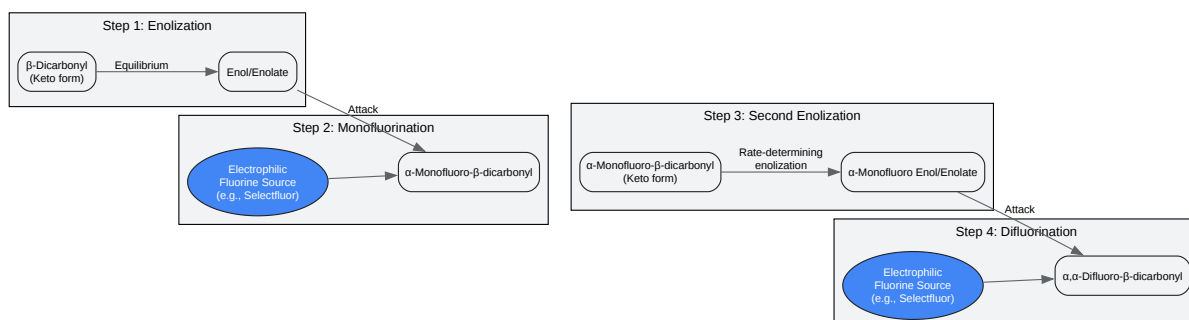 Step 1: Enolization
β-Dicarbonyl
(Keto form)
Equilibrium
Enol/Enolate
Attack
Step 2: Monofluorination
Electrophilic
Fluorine Source
(e.g., Selectfluor)
α-Monofluoro-β-dicarbonyl
Step 3: Second Enolization
α-Monofluoro-β-dicarbonyl
(Keto form)
Rate-determining
enolization
α-Monofluoro Enol/Enolate
Attack
Step 4: Difluorination
Electrophilic
Fluorine Source
(e.g., Selectfluor)
α,α-Difluoro-β-dicarbonyl